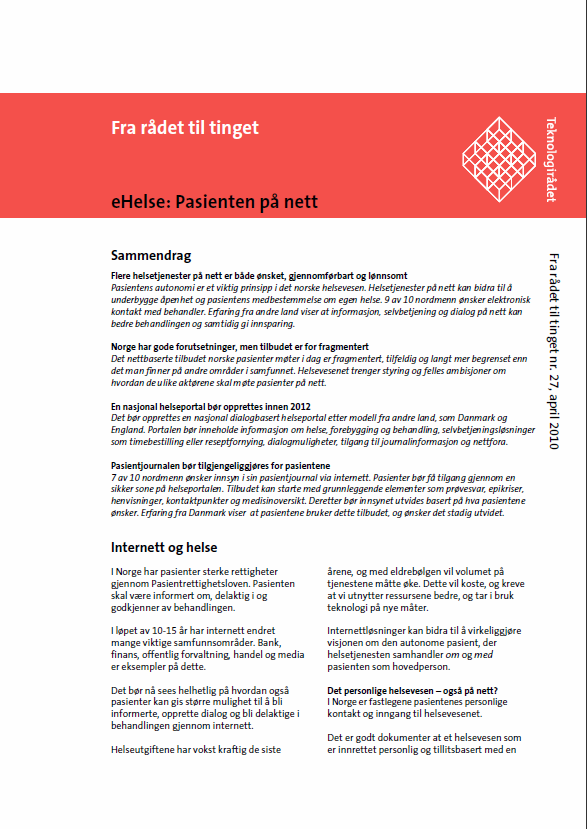 Fra rådet til tinget
Teknologirådet
eHelse: Pasienten på nett
Fra rådet til tinget nr. 27, april 2010
Sammendrag
Flere helsetjenester på nett er både ønsket, gjennomførbart og lønnsomt
Pasientens autonomi er et viktig prinsipp i det norske helsevesen. Helsetjenester på nett kan bidra til å
underbygge åpenhet og pasientens medbestemmelse om egen helse. 9 av 10 nordmenn ønsker elektronisk
kontakt med behandler. Erfaring fra andre land viser at informasjon, selvbetjening og dialog på nett kan
bedre behandlingen og samtidig gi innsparing.
Norge har gode forutsetninger, men tilbudet er for fragmentert
Det nettbaserte tilbudet norske pasienter møter i dag er fragmentert, tilfeldig og langt mer begrenset enn
det man finner på andre områder i samfunnet. Helsevesenet trenger styring og felles ambisjoner om
hvordan de ulike aktørene skal møte pasienter på nett.
En nasjonal helseportal bør opprettes innen 2012
Det bør opprettes en nasjonal dialogbasert helseportal etter modell fra andre land, som Danmark og
England. Portalen bør inneholde informasjon om helse, forebygging og behandling, selvbetjeningsløsninger
som timebestilling eller reseptfornying, dialogmuligheter, tilgang til journalinformasjon og nettfora.
Pasientjournalen bør tilgjengeliggjøres for pasientene
7 av 10 nordmenn ønsker innsyn i sin pasientjournal via internett. Pasienter bør få tilgang gjennom en
sikker sone på helseportalen. Tilbudet kan starte med grunnleggende elementer som prøvesvar, epikriser,
henvisninger, kontaktpunkter og medisinoversikt. Deretter bør innsynet utvides basert på hva pasientene
ønsker. Erfaring fra Danmark viser at pasientene bruker dette tilbudet, og ønsker det stadig utvidet.
Internett og helse
I Norge har pasienter sterke rettigheter
gjennom Pasientrettighetsloven. Pasienten
skal være informert om, delaktig i og
godkjenner av behandlingen.
I løpet av 10-15 år har internett endret
mange viktige samfunnsområder. Bank,
finans, offentlig forvaltning, handel og media
er eksempler på dette.
Det bør nå sees helhetlig på hvordan også
pasienter kan gis større mulighet til å bli
informerte, opprette dialog og bli delaktige i
behandlingen gjennom internett.
Helseutgiftene har vokst kraftig de siste
årene, og med eldrebølgen vil volumet på
tjenestene måtte øke. Dette vil koste, og kreve
at vi utnytter ressursene bedre, og tar i bruk
teknologi på nye måter.
Internettløsninger kan bidra til å virkeliggjøre
visjonen om den autonome pasient, der
helsetjenesten samhandler om og med
pasienten som hovedperson.
Det personlige helsevesen – også på nett?
I Norge er fastlegene pasientenes personlige
kontakt og inngang til helsevesenet.
Det er godt dokumenter at et helsevesen som
er innrettet personlig og tillitsbasert med en